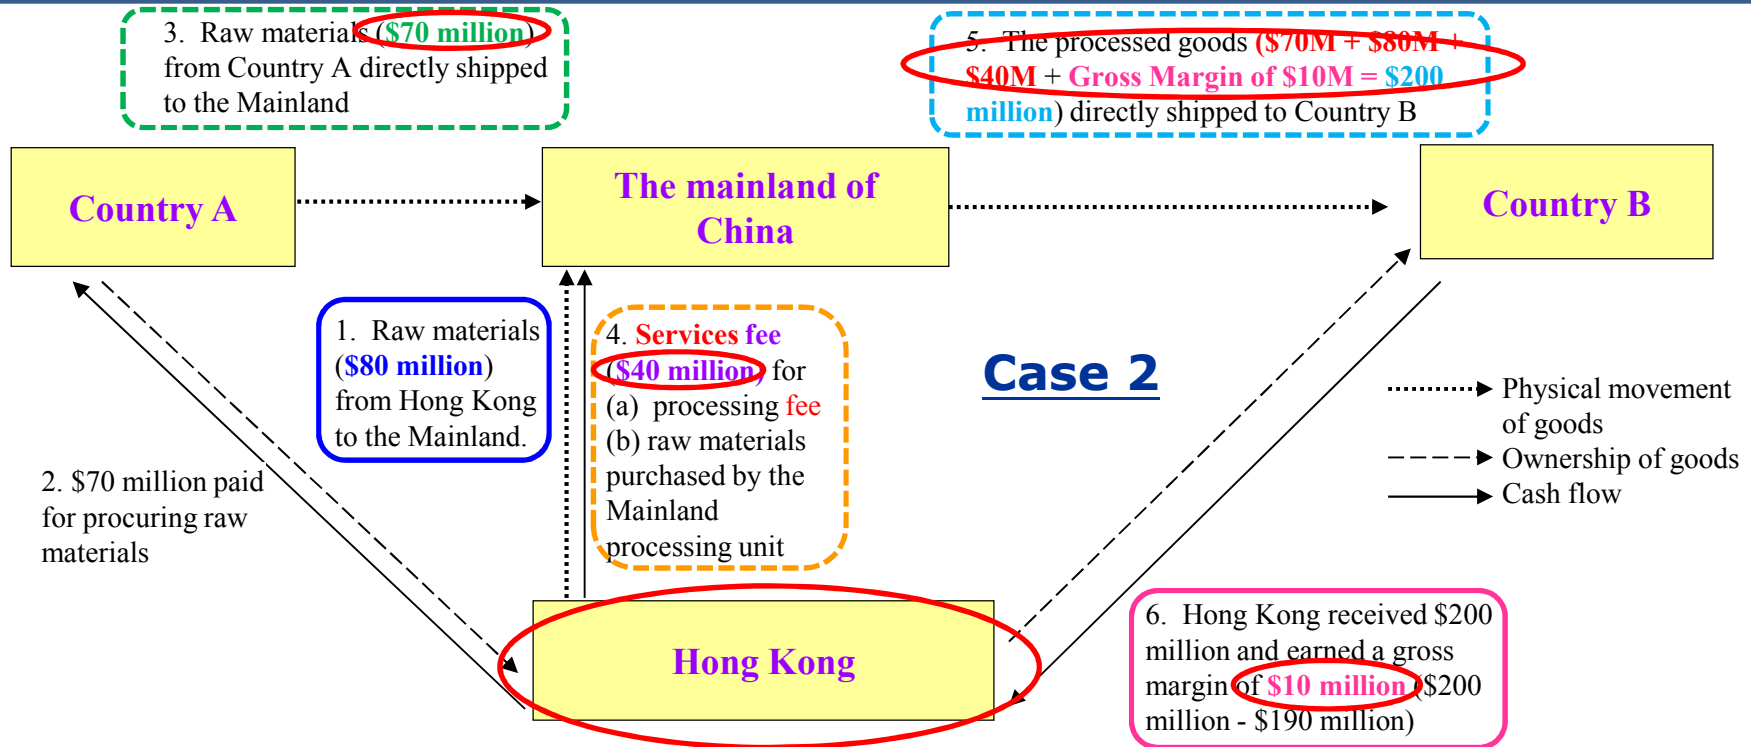 3. Raw materials ($70 million)
from Country A directly shipped
to the Mainland
5. The processed goods ($70M + $80M +
$40M + Gross Margin of $10M = $200
million) directly shipped to Country B
Country A
The mainland of
China
Country B
1. Raw materials
($80 million)
from Hong Kong
to the Mainland.
4. Services fee
($40 million) for
(a) processing fee
(b) raw materials
purchased by the
Mainland
processing unit
Case 2
Physical movement
of goods
Ownership of goods
Cash flow
2. $70 million paid
for procuring raw
materials
Hong Kong
6. Hong Kong received $200
million and earned a gross
margin of $10 million ($200
million - $190 million)